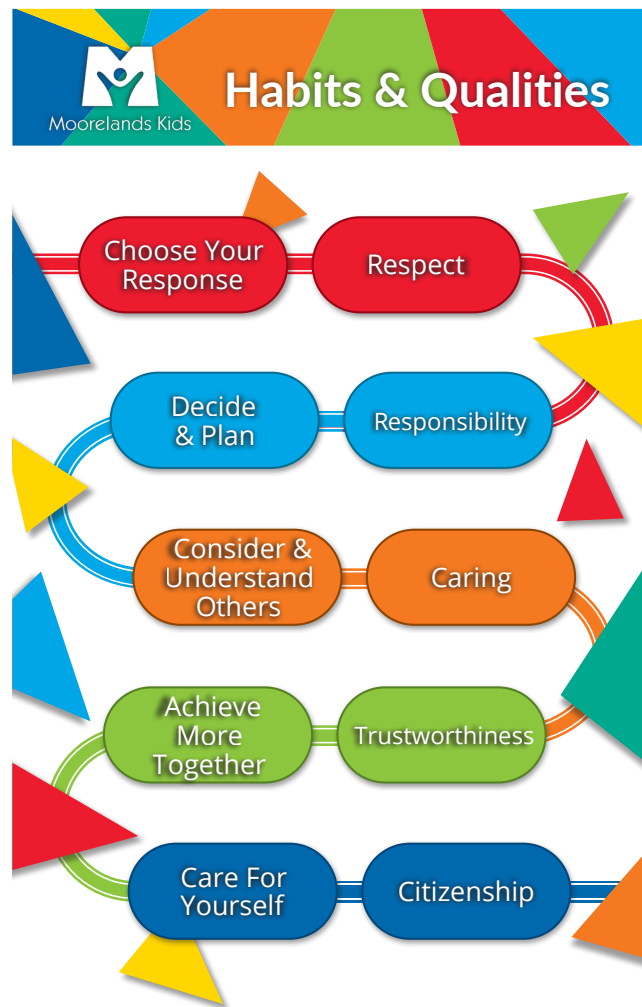 Moorelands Kids
Habits & Qualities
Choose Your
Response
Respect
Decide
& Plan
Responsibility
Consider &
Understand
Others
Caring
Achieve
More
Together
Trustworthiness
Care For
Yourself
Citizenship